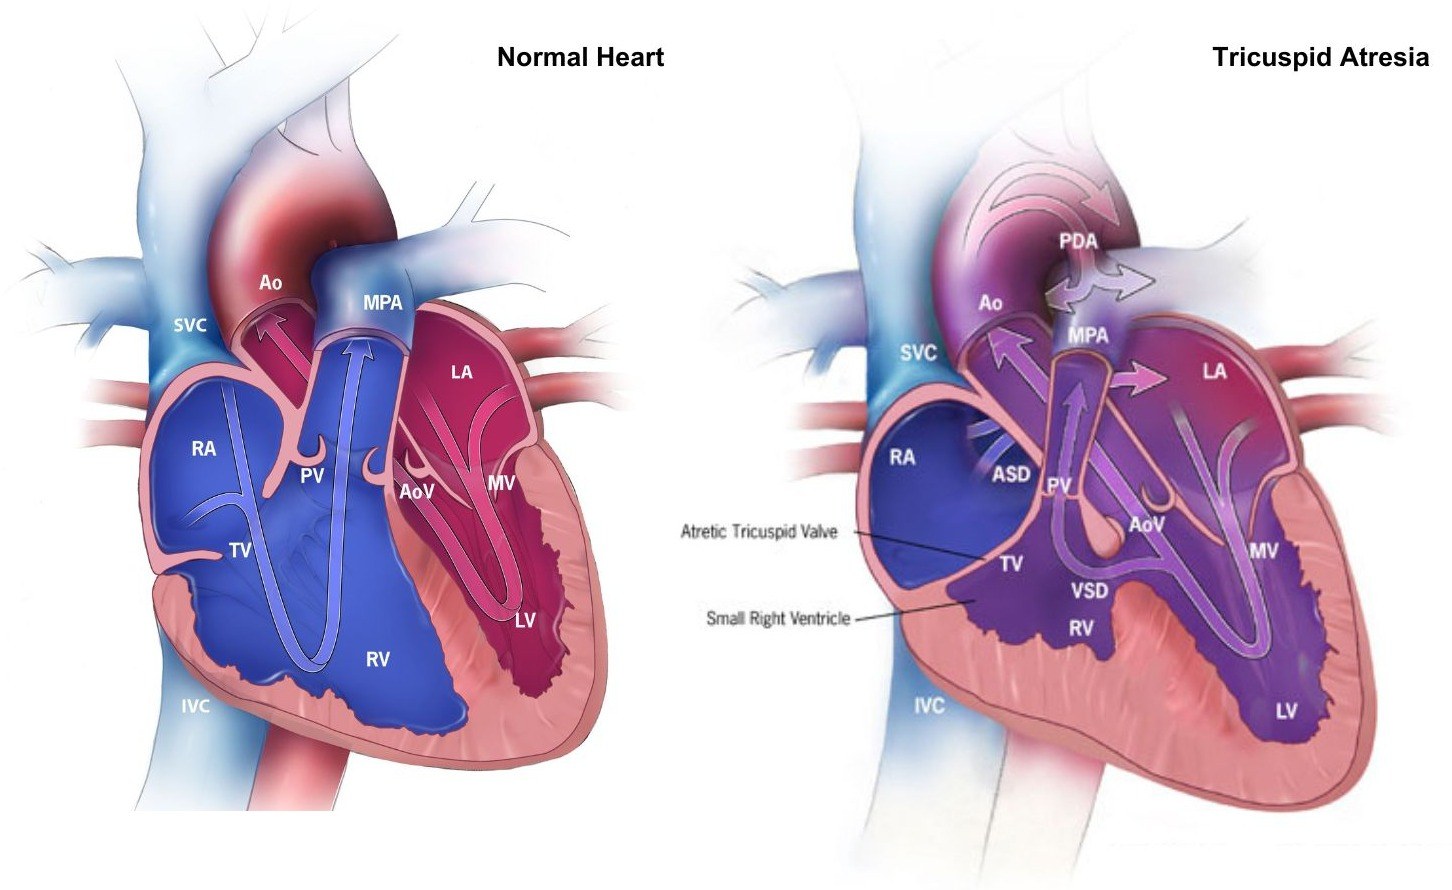 Normal Heart
Ao
MPA
SVC
LA
RA
PV
AoV
MV
TV
LV
RV
IVC
Tricuspid Atresia
PDA
Ao
MPA
SVC
LA
RA
ASD
PV
AoV
Atretic Tricuspid Valve
MV
TV
VSD
Small Right Ventricle
RV
IVC
LV